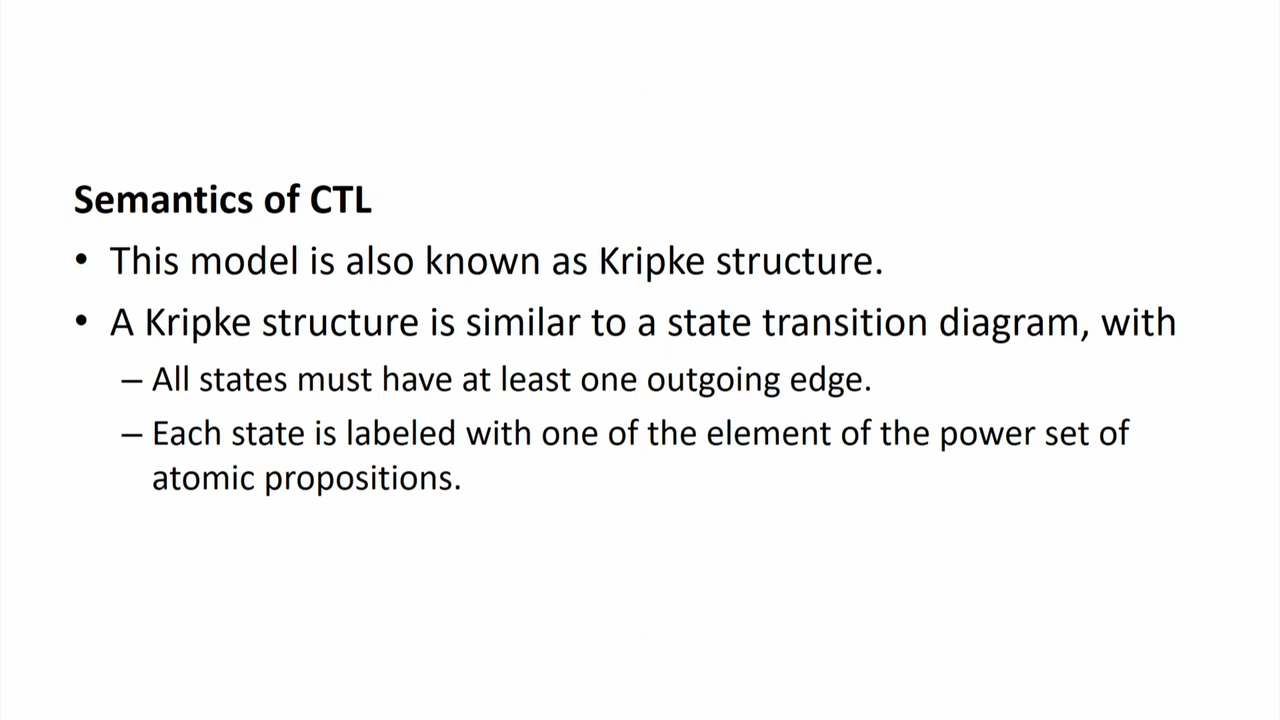 Semantics of CTL
• This model is also known as Kripke structure.
• A Kripke structure is similar to a state transition diagram, with
– All states must have at least one outgoing edge.
– Each state is labeled with one of the element of the power set of
atomic propositions.